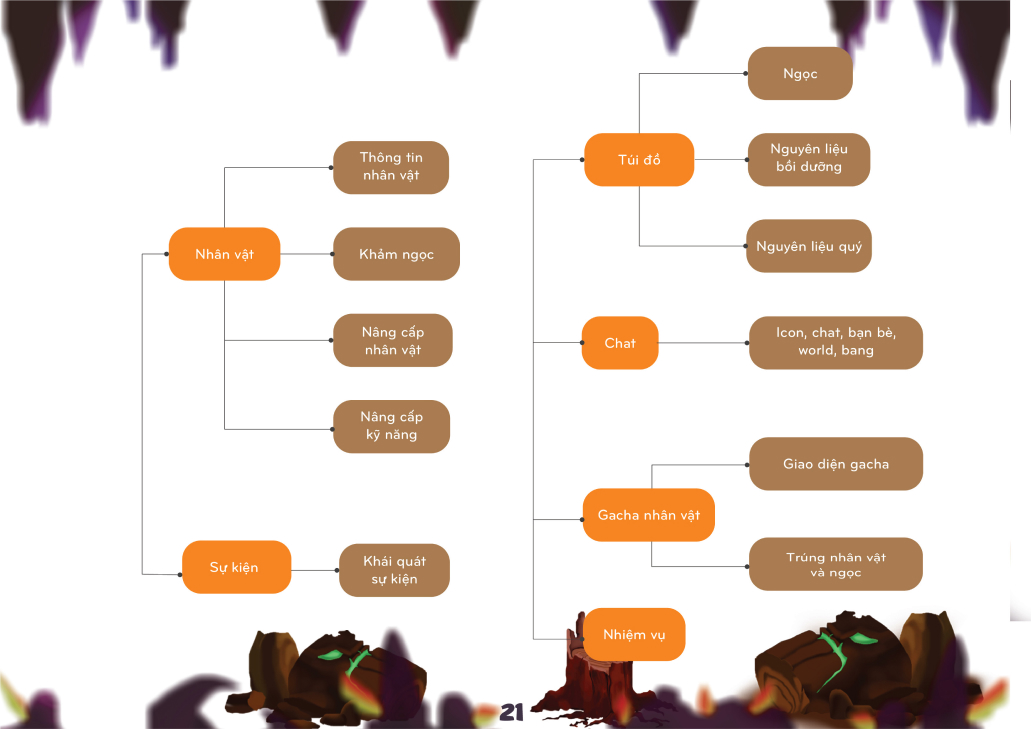 Thông tin
nhân vật
Nhân vật
Khảm ngọc
Nâng cấp
nhân vật
Nâng cấp
kỹ năng
Sự kiện
Khái quát
sự kiện
Ngọc
Túi đồ
Nguyên liệu
bồi dưỡng
Nguyên liệu quý
Chat
Icon, chat, bạn bè,
world, bang
Giao diện gacha
Gacha nhân vật
Trúng nhân vật
và ngọc
Nhiệm vụ
21